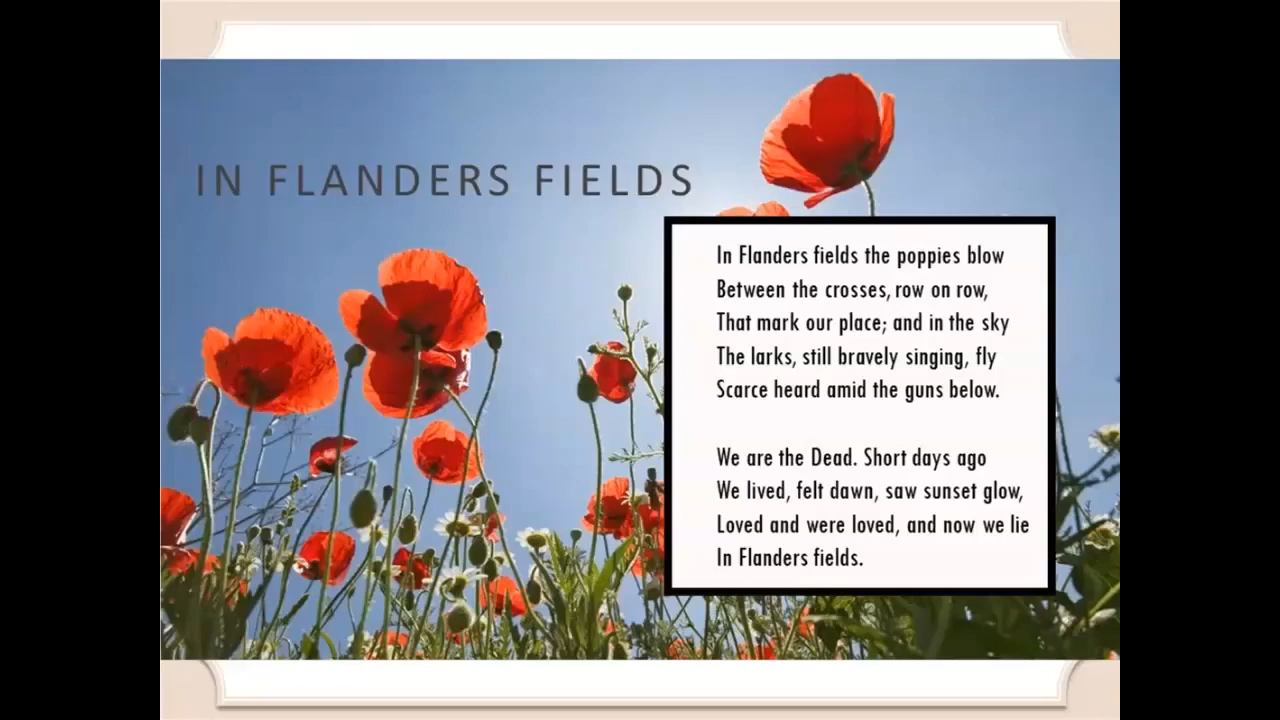 IN FLANDERS FIELDS
In Flanders fields the poppies blow
Between the crosses, row on row,
That mark our place; and in the sky
The larks, still bravely singing, fly
Scarce heard amid the guns below.
We are the Dead. Short days ago
We lived, felt dawn, saw sunset glow,
Loved and were loved, and now we lie
In Flanders fields.